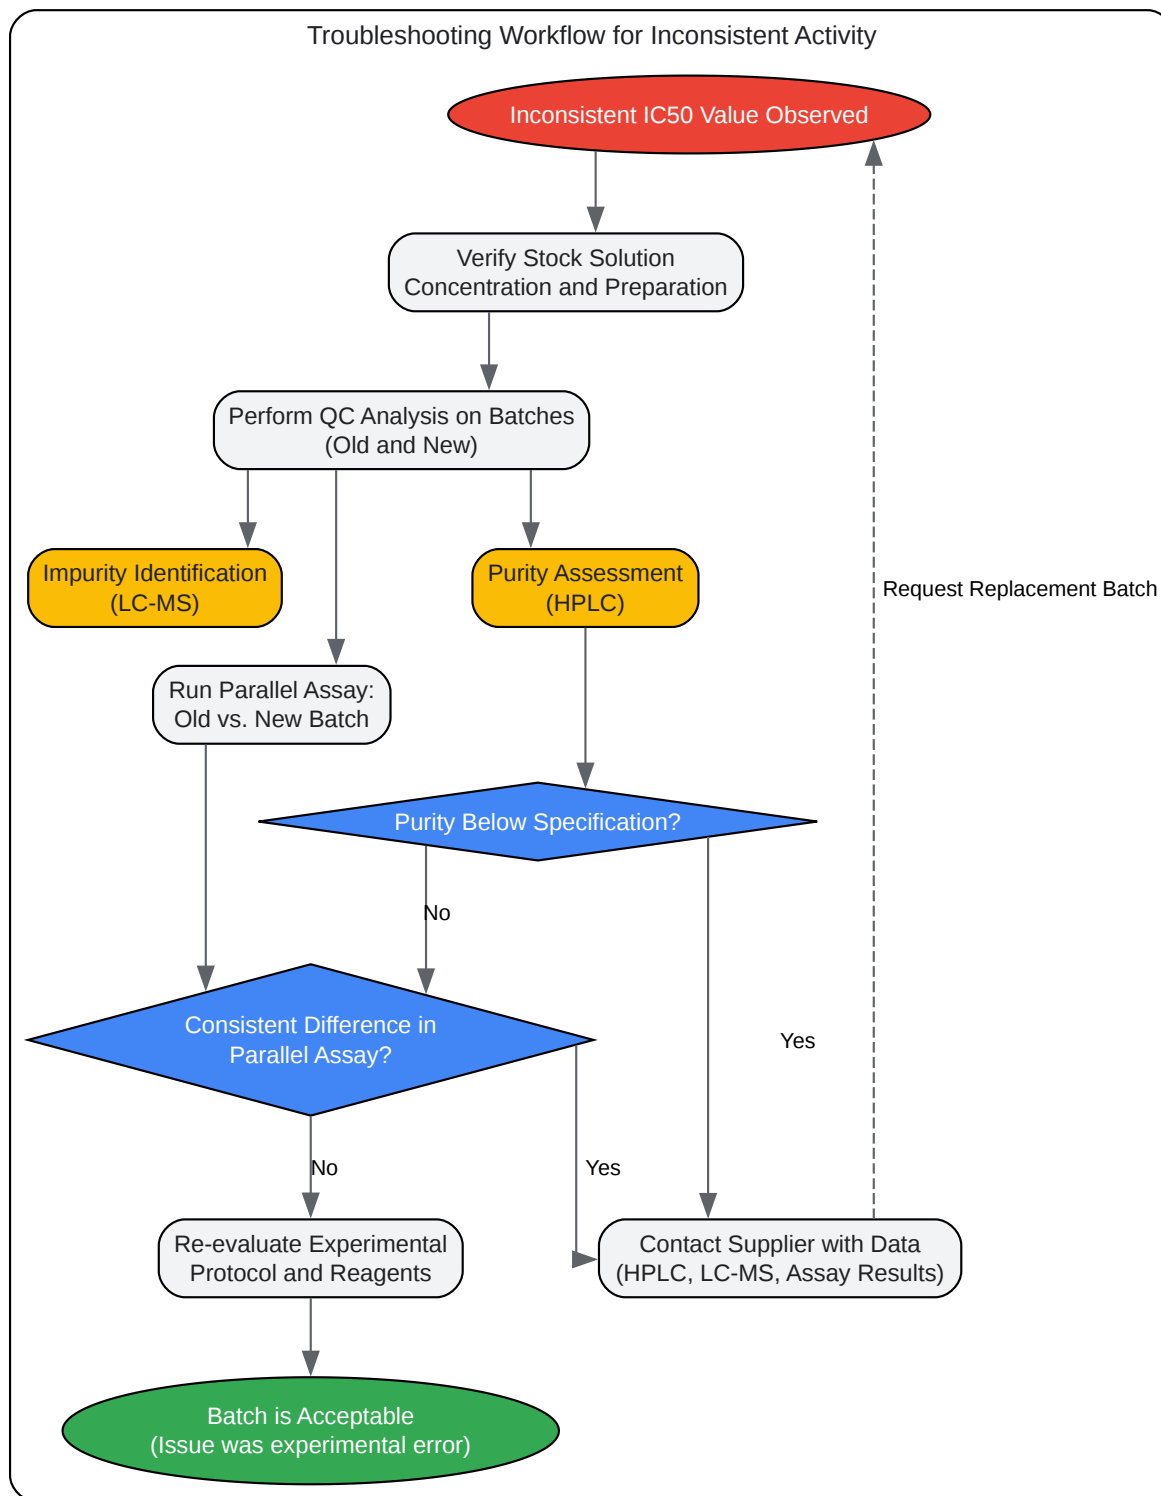 Troubleshooting Workflow for Inconsistent Activity
Inconsistent IC50 Value Observed
Verify Stock Solution
Concentration and Preparation
Perform QC Analysis on Batches
(Old and New)
Impurity Identification
(LC-MS)
Purity Assessment
(HPLC)
Request Replacement Batch
Run Parallel Assay:
Old vs. New Batch
Purity Below Specification?
No
Consistent Difference in
Parallel Assay?
Yes
No
Yes
Re-evaluate Experimental
Protocol and Reagents
Contact Supplier with Data
(HPLC, LC-MS, Assay Results)
Batch is Acceptable
(Issue was experimental error)